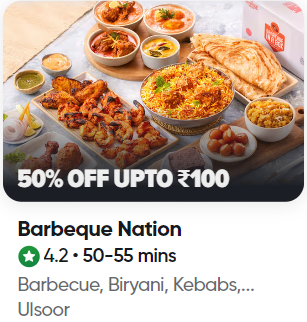 50% OFF UPTO ₹100
Barbeque Nation
4.2 • 50-55 mins
Barbecue, Biryani, Kebabs,...
Ulsoor